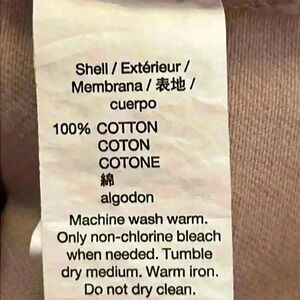 Shell / Extérieur /
Membrana / 表地 /
cuerpo
100% COTTON
COTON
COTONE
綿
algodon
Machine wash warm.
Only non-chlorine bleach
when needed. Tumble
dry medium. Warm iron.
Do not dry clean.